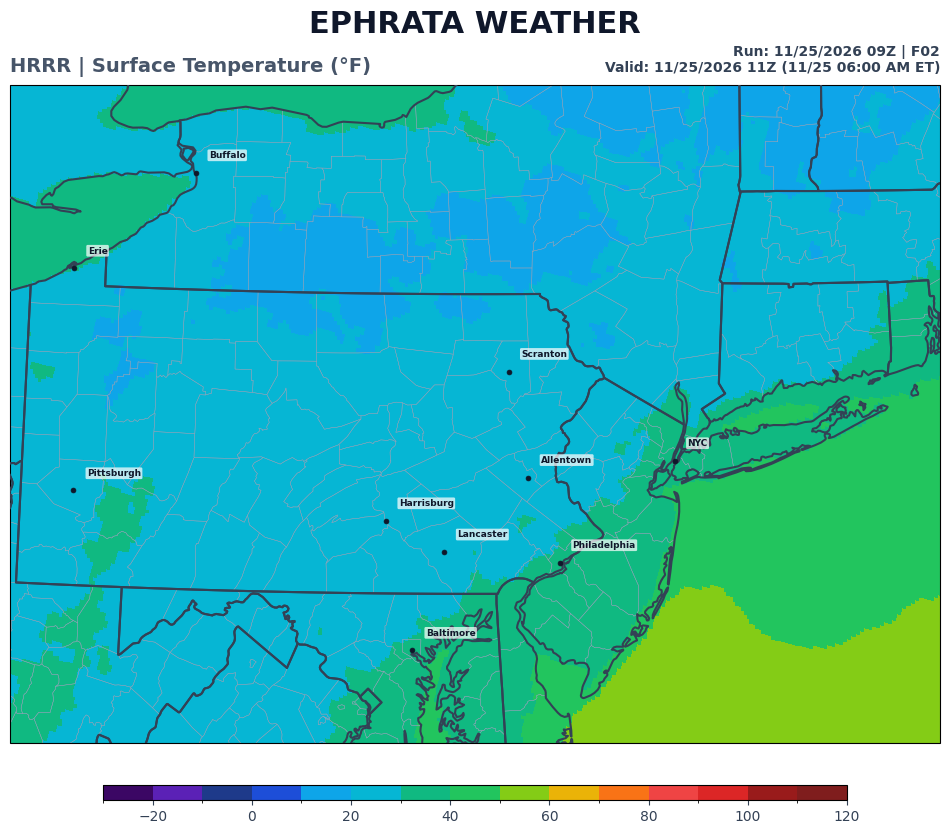 EPHRATA WEATHER
HRRR | Surface Temperature (°F)
Run: 11/25/2026 09Z | F02
Valid: 11/25/2026 11Z (11/25 06:00 AM ET)
Buffalo
Erie
Scranton
NYC
Allentown
Pittsburgh
Harrisburg
Lancaster
Philadelphia
Baltimore
−20 0 20 40 60 80 100 120